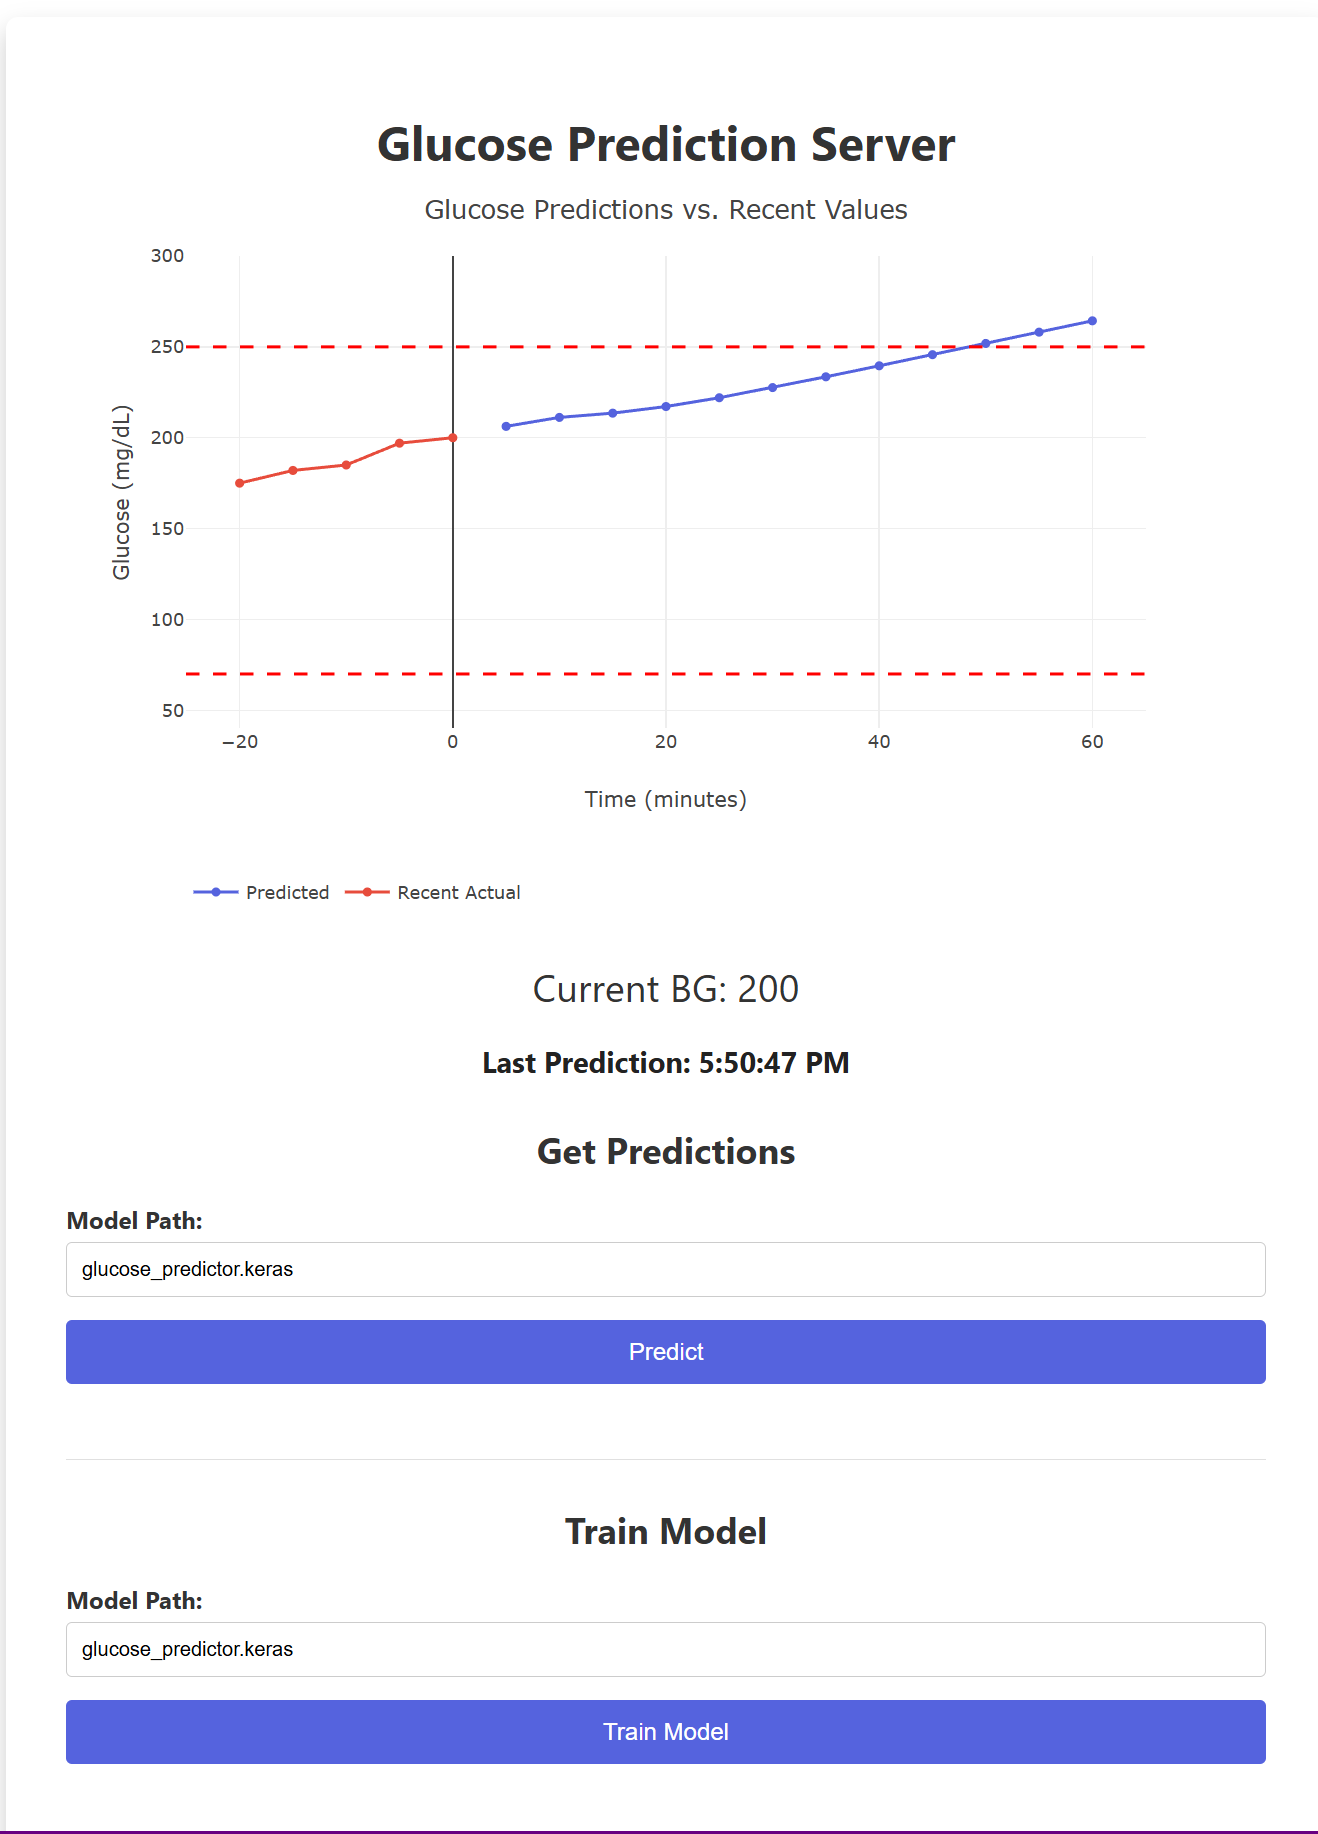 Glucose Prediction Server
Glucose Predictions vs. Recent Values
300
250
200
150
100
50
Glucose (mg/dL)
−20 0 20 40 60
Time (minutes)
Predicted Recent Actual
Current BG: 200
Last Prediction: 5:50:47 PM
Get Predictions
Model Path:
glucose_predictor.keras
Predict
Train Model
Model Path:
glucose_predictor.keras
Train Model